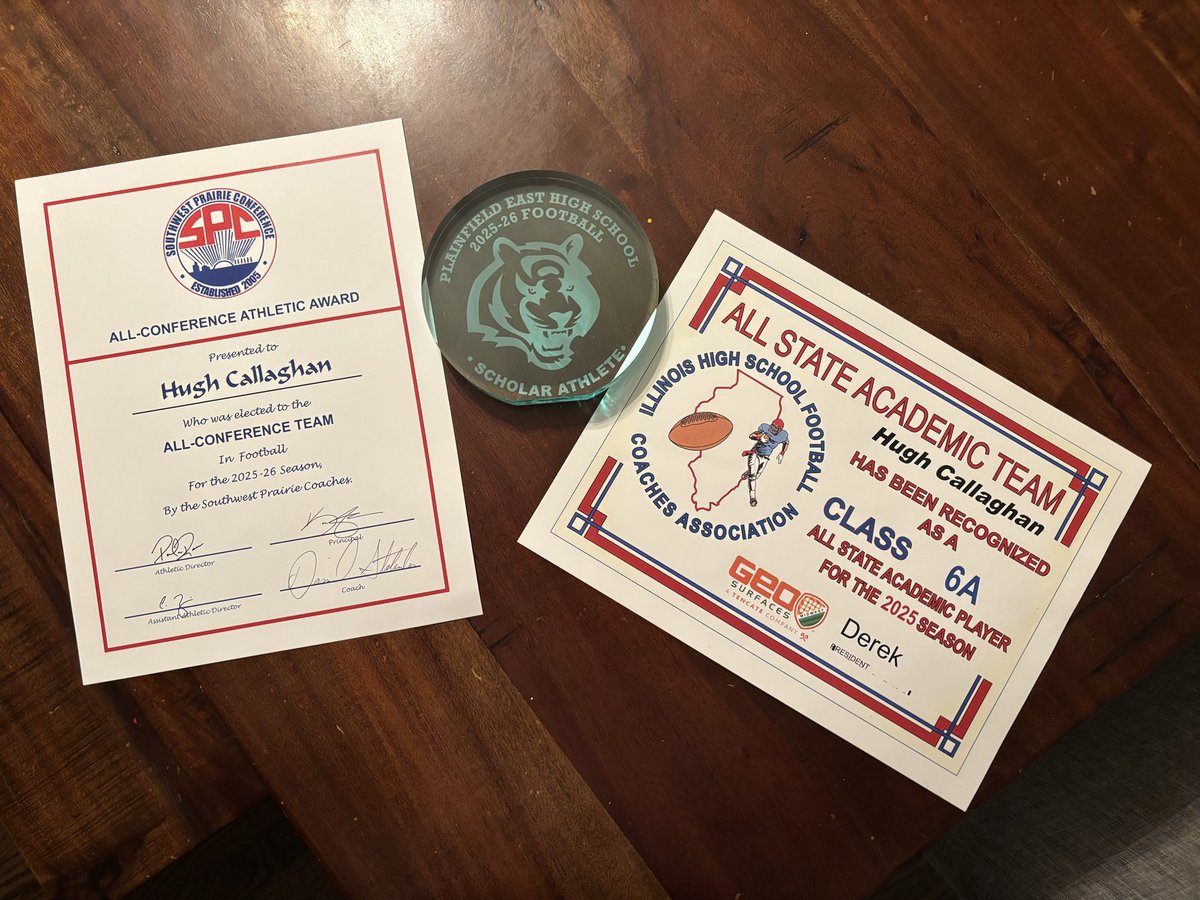 SOUTHWEST PRAIRIE CONFERENCE
SPC
• ESTABLISHED 2005 •
ALL-CONFERENCE ATHLETIC AWARD
Presented to
Hugh Callaghan
Who was elected to the
ALL-CONFERENCE TEAM
In Football
For the 2025-26 Season,
By the Southwest Prairie Coaches.
Athletic Director
Principal
Assistant Athletic Director
Coach
PLAINFIELD EAST HIGH SCHOOL
2025-26 FOOTBALL
• SCHOLAR ATHLETE •
ALL STATE ACADEMIC TEAM
ILLINOIS HIGH SCHOOL FOOTBALL
COACHES ASSOCIATION
Hugh Callaghan
HAS BEEN RECOGNIZED
AS A
CLASS 6A
ALL STATE ACADEMIC PLAYER
FOR THE 2025 SEASON
GEO
SURFACES
A TENCATE COMPANY
Derek
PRESIDENT